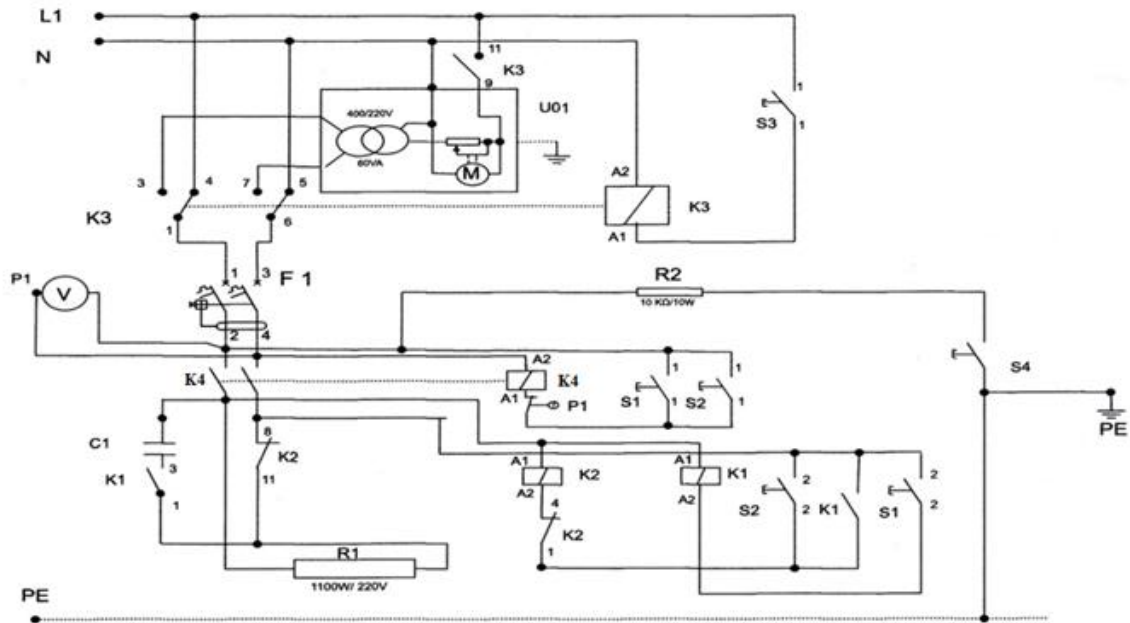 L1
N
11
K3
9
U01
400/220V
60VA
M
1
S3
1
A2
K3
A1
3
4
7
5
K3
1
6
1
3
F 1
P1
V
2
4
R2
10 KΩ/10W
S4
K4
A2
K4
A1
P1
1
S1
1
1
S2
1
PE
C1
8
K2
3
K1
1
11
A1
K2
A2
4
K2
1
A1
K1
A2
2
S2
2
K1
2
S1
2
R1
1100W// 220V
PE